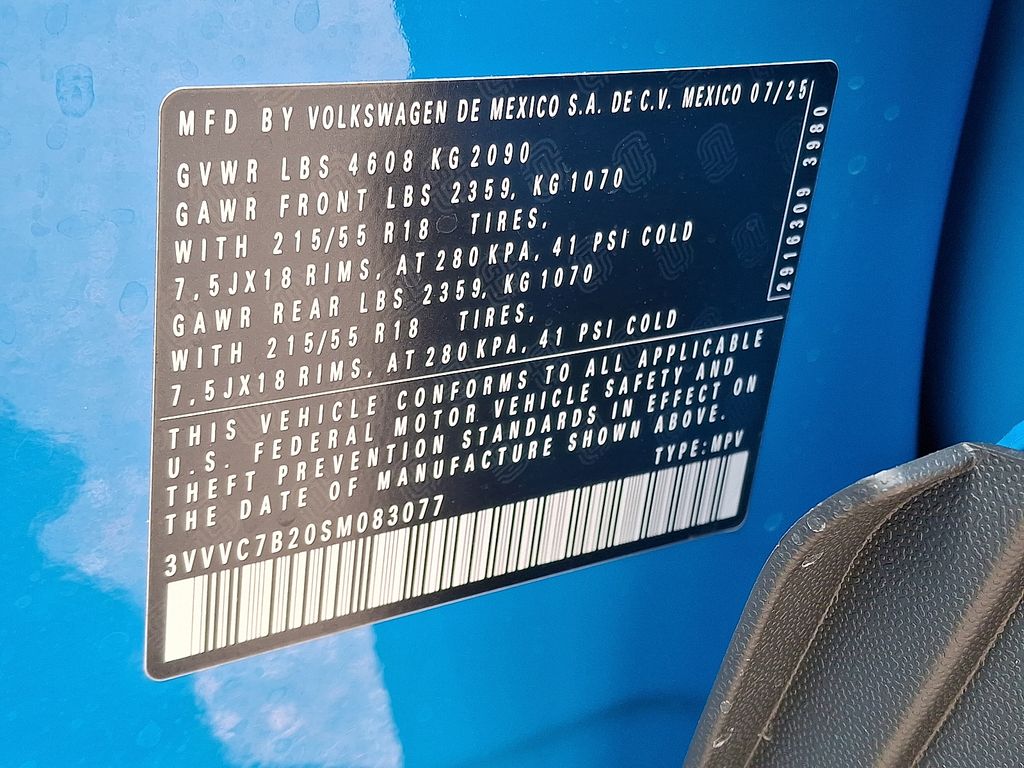 MFD BY VOLKSWAGEN DE MEXICO S.A. DE C.V. MEXICO 07/25
GVWR LBS 4608 KG 2090
GAWR FRONT LBS 2359, KG 1070
WITH 215/55 R18 TIRES,
7,5JX18 RIMS, AT 280 KPA, 41 PSI COLD
GAWR REAR LBS 2359, KG 1070
WITH 215/55 R18 TIRES,
7,5JX18 RIMS, AT 280 KPA, 41 PSI COLD
2916309 3980
THIS VEHICLE CONFORMS TO ALL APPLICABLE
U.S. FEDERAL MOTOR VEHICLE SAFETY AND
THEFT PREVENTION STANDARDS IN EFFECT ON
THE DATE OF MANUFACTURE SHOWN ABOVE.
TYPE: MPV
3VVVC7B20SM083077